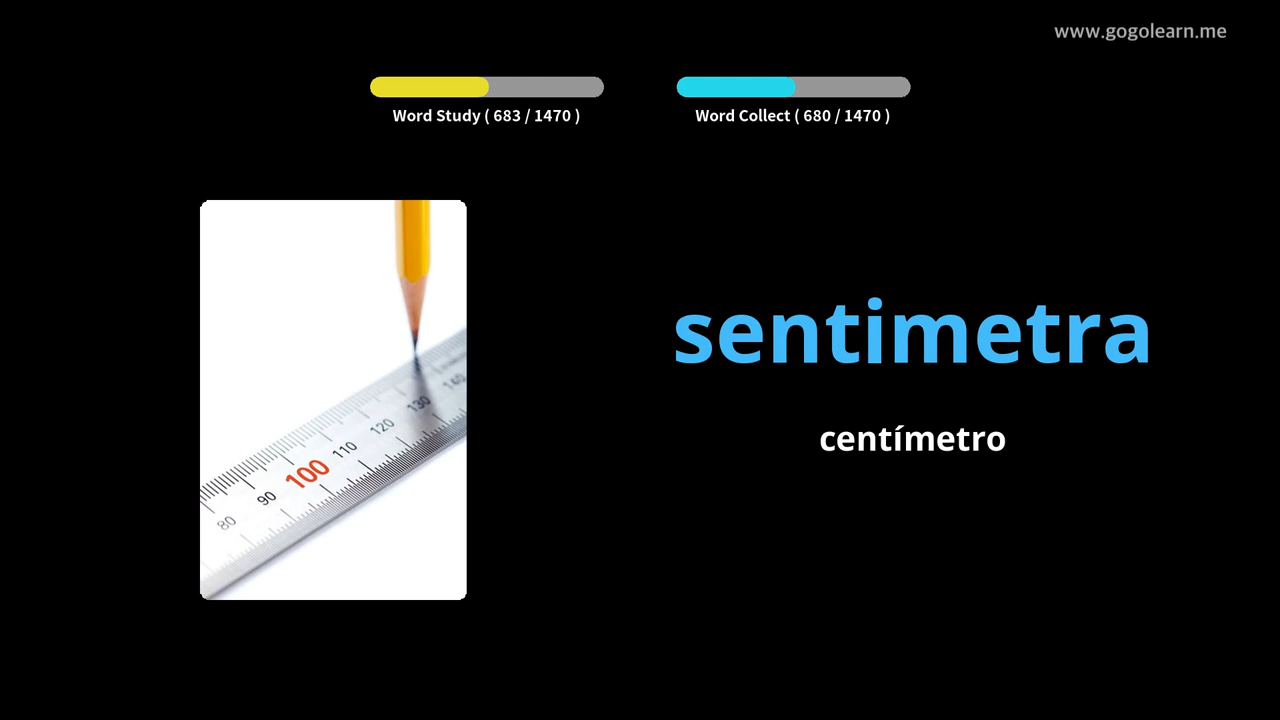 www.gogolearn.me
Word Study ( 683 / 1470 )
Word Collect ( 680 / 1470 )
sentimetra
centímetro
80
90
100
110
120
130
140